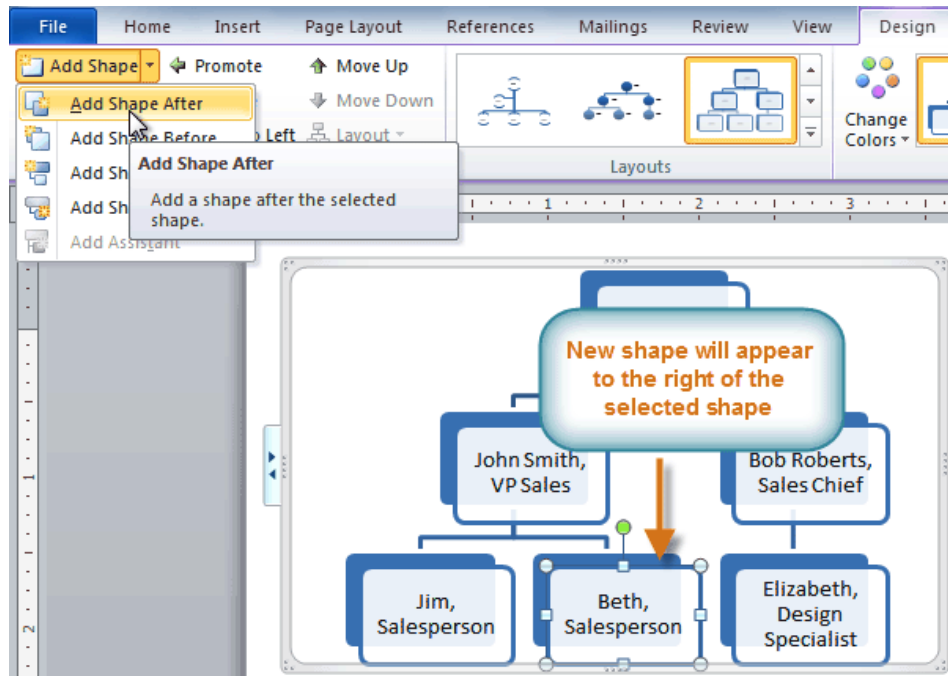 File Home Insert Page Layout References Mailings Review View Design
Add Shape Promote Move Up
Add Shape After Move Down
Add Shape Before Left Layout
Change
Colors
Add Shape After
Add Sh
Layouts
Add a shape after the selected
Add Sh
shape.
1 2 3
Add Assistant
New shape will appear
to the right of the
selected shape
John Smith,
VP Sales
Bob Roberts,
Sales Chief
1
Jim,
Salesperson
Beth,
Salesperson
Elizabeth,
Design
Specialist
2